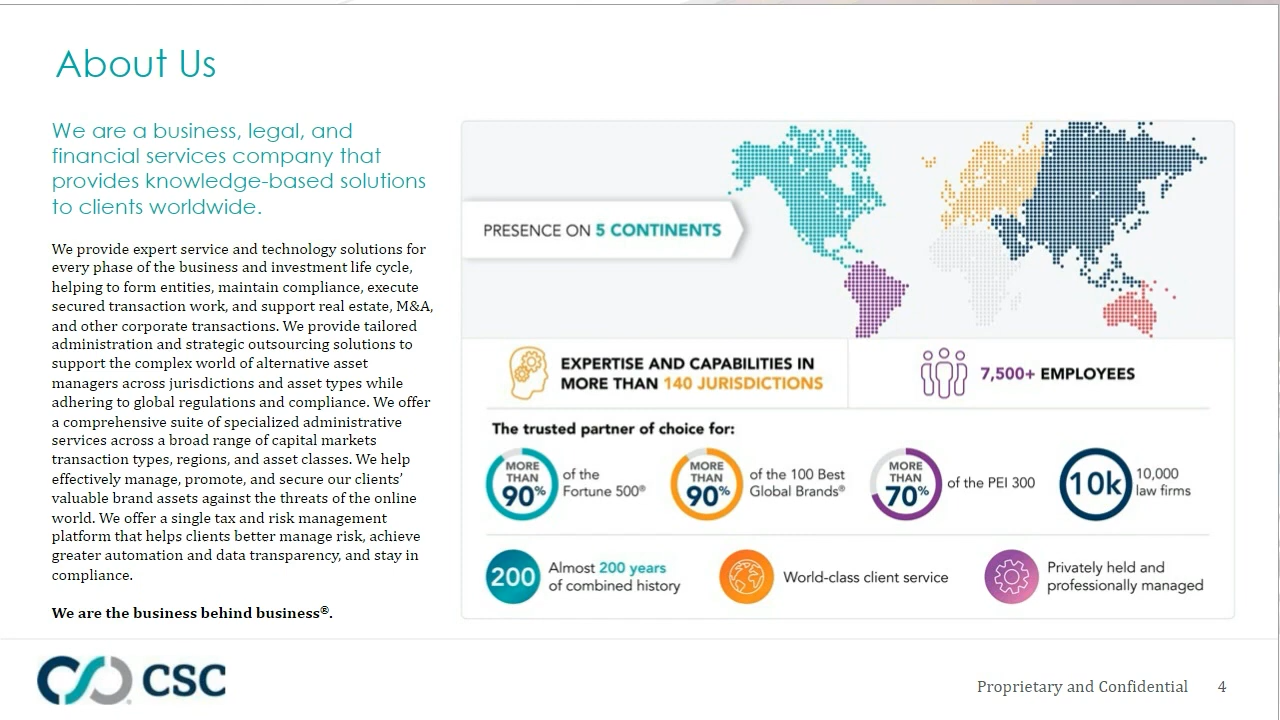 About Us
We are a business, legal, and
financial services company that
provides knowledge-based solutions
to clients worldwide.
We provide expert service and technology solutions for
every phase of the business and investment life cycle,
helping to form entities, maintain compliance, execute
secured transaction work, and support real estate, M&A,
and other corporate transactions. We provide tailored
administration and strategic outsourcing solutions to
support the complex world of alternative asset
managers across jurisdictions and asset types while
adhering to global regulations and compliance. We offer
a comprehensive suite of specialized administrative
services across a broad range of capital markets
transaction types, regions, and asset classes. We help
effectively manage, promote, and secure our clients’
valuable brand assets against the threats of the online
world. We offer a single tax and risk management
platform that helps clients better manage risk, achieve
greater automation and data transparency, and stay in
compliance.
We are the business behind business®.
PRESENCE ON 5 CONTINENTS
EXPERTISE AND CAPABILITIES IN
MORE THAN 140 JURISDICTIONS
7,500+ EMPLOYEES
The trusted partner of choice for:
MORE
THAN
90%
of the
Fortune 500®
MORE
THAN
90%
of the 100 Best
Global Brands®
MORE
THAN
70%
of the PEI 300
10k
10,000
law firms
200
Almost 200 years
of combined history
World-class client service
Privately held and
professionally managed
CSC
Proprietary and Confidential
4